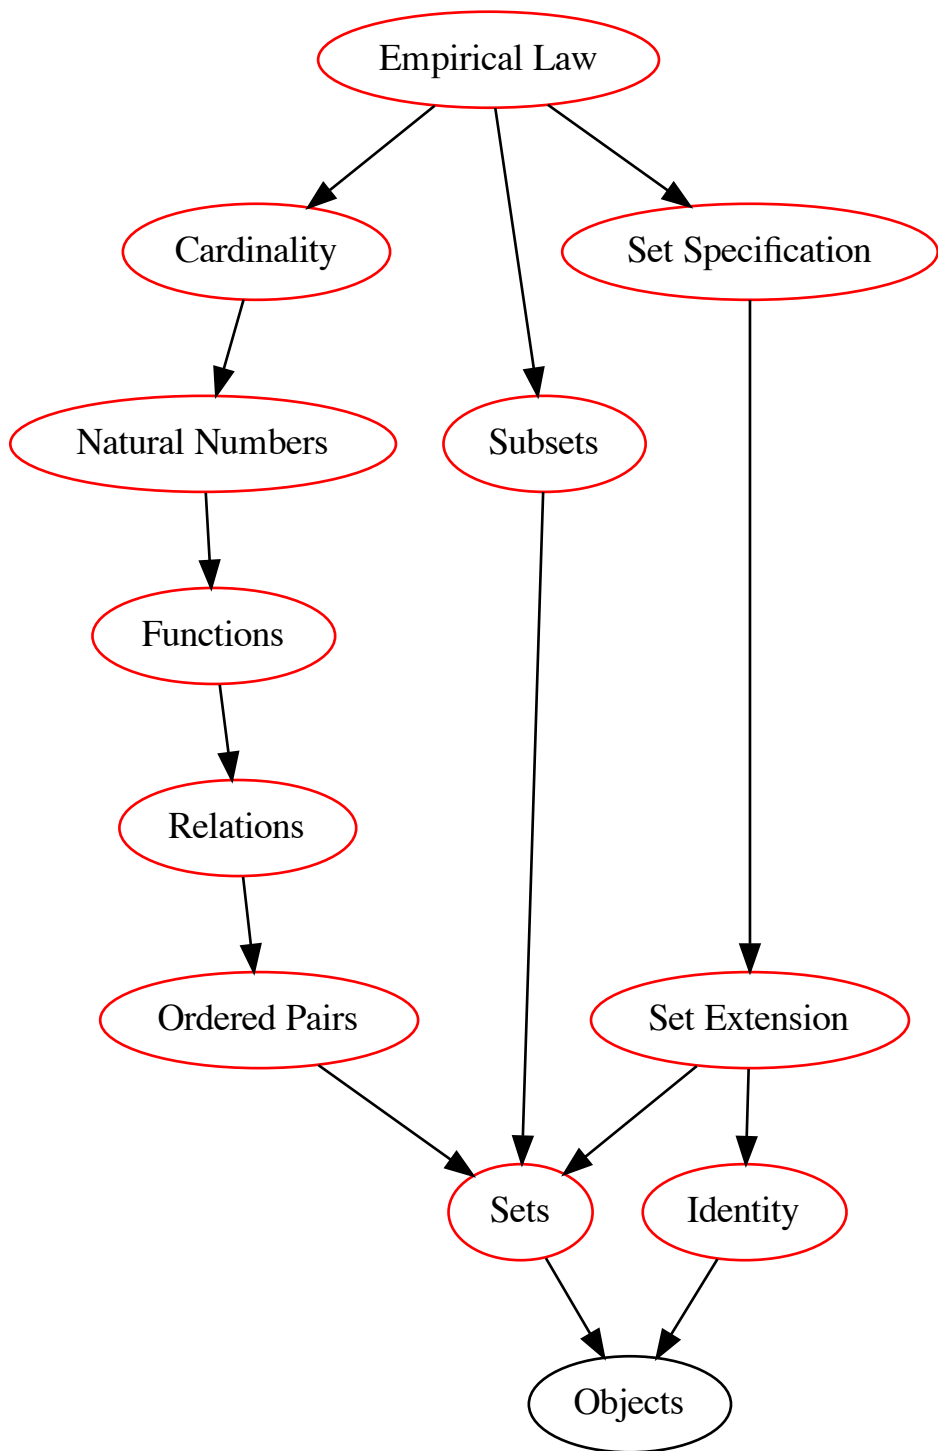 Empirical Law
Cardinality
Set Specification
Natural Numbers
Subsets
Functions
Relations
Ordered Pairs
Set Extension
Sets
Identity
Objects